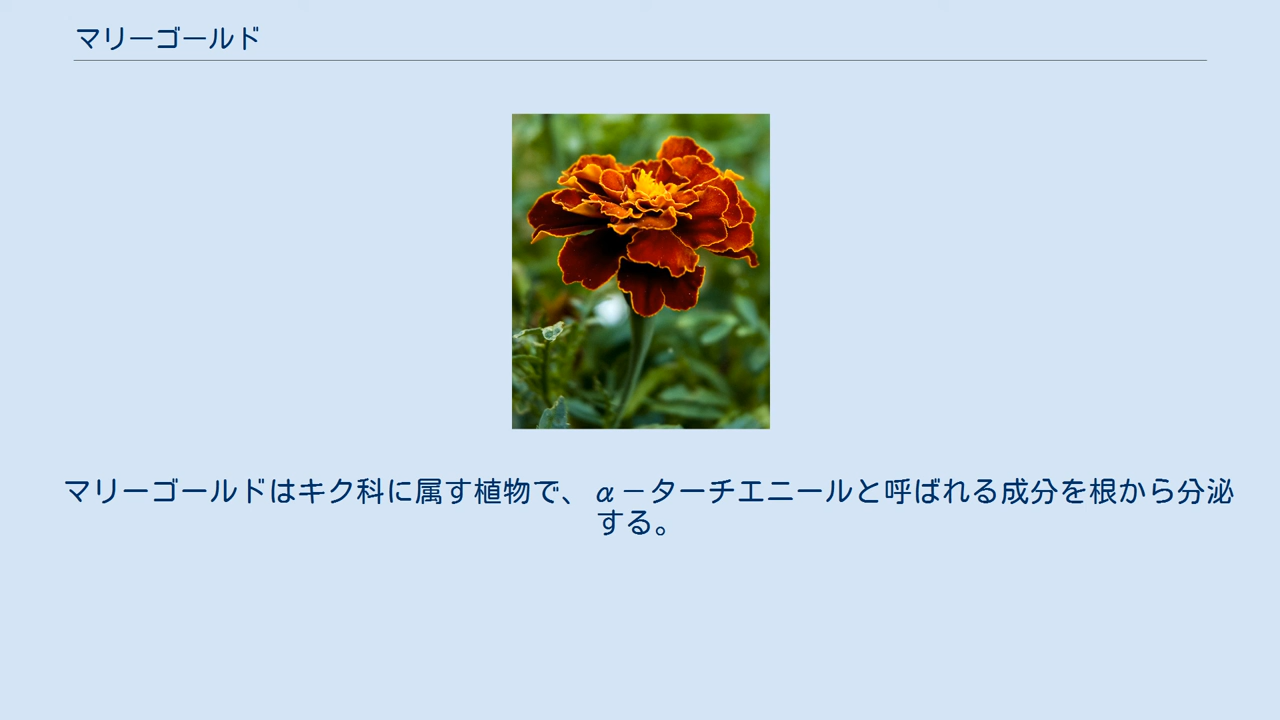 マリーゴールド
マリーゴールドはキク科に属す植物で、α－ターチエニールと呼ばれる成分を根から分泌
する。